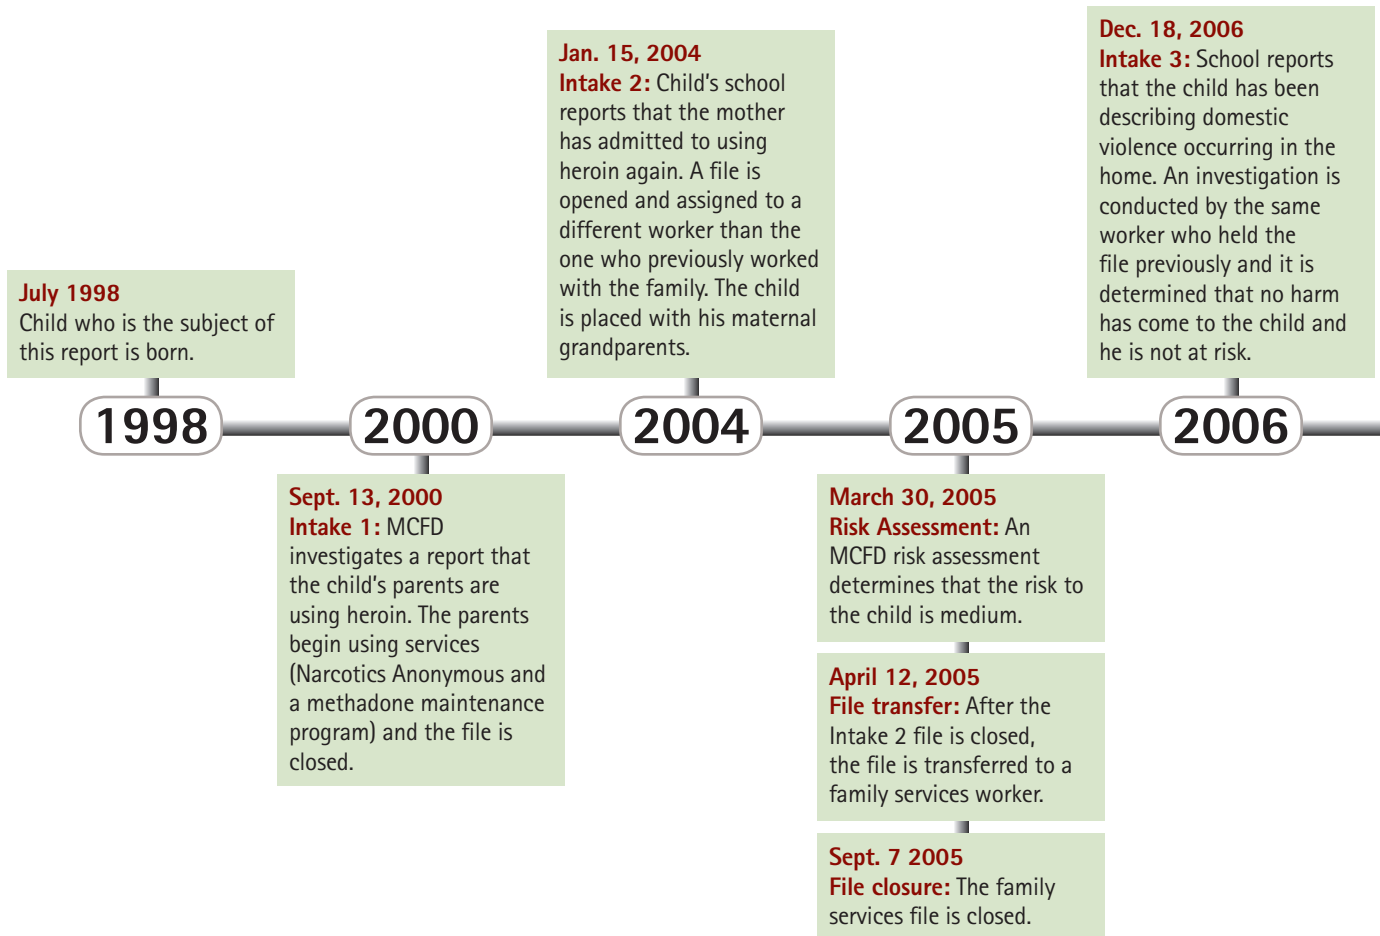 July 1998
Child who is the subject of
this report is born.
Jan. 15, 2004
Intake 2: Child's school
reports that the mother
has admitted to using
heroin again. A file is
opened and assigned to a
different worker than the
one who previously worked
with the family. The child
is placed with his maternal
grandparents.
Dec. 18, 2006
Intake 3: School reports
that the child has been
describing domestic
violence occurring in the
home. An investigation is
conducted by the same
worker who held the
file previously and it is
determined that no harm
has come to the child and
he is not at risk.
1998
2000
2004
2005
2006
Sept. 13, 2000
Intake 1: MCFD
investigates a report that
the child's parents are
using heroin. The parents
begin using services
(Narcotics Anonymous and
a methadone maintenance
program) and the file is
closed.
March 30, 2005
Risk Assessment: An
MCFD risk assessment
determines that the risk to
the child is medium.
April 12, 2005
File transfer: After the
Intake 2 file is closed,
the file is transferred to a
family services worker.
Sept. 7 2005
File closure: The family
services file is closed.